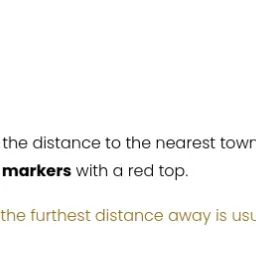 the distance to the nearest town
markers with a red top.
the furthest distance away is usu